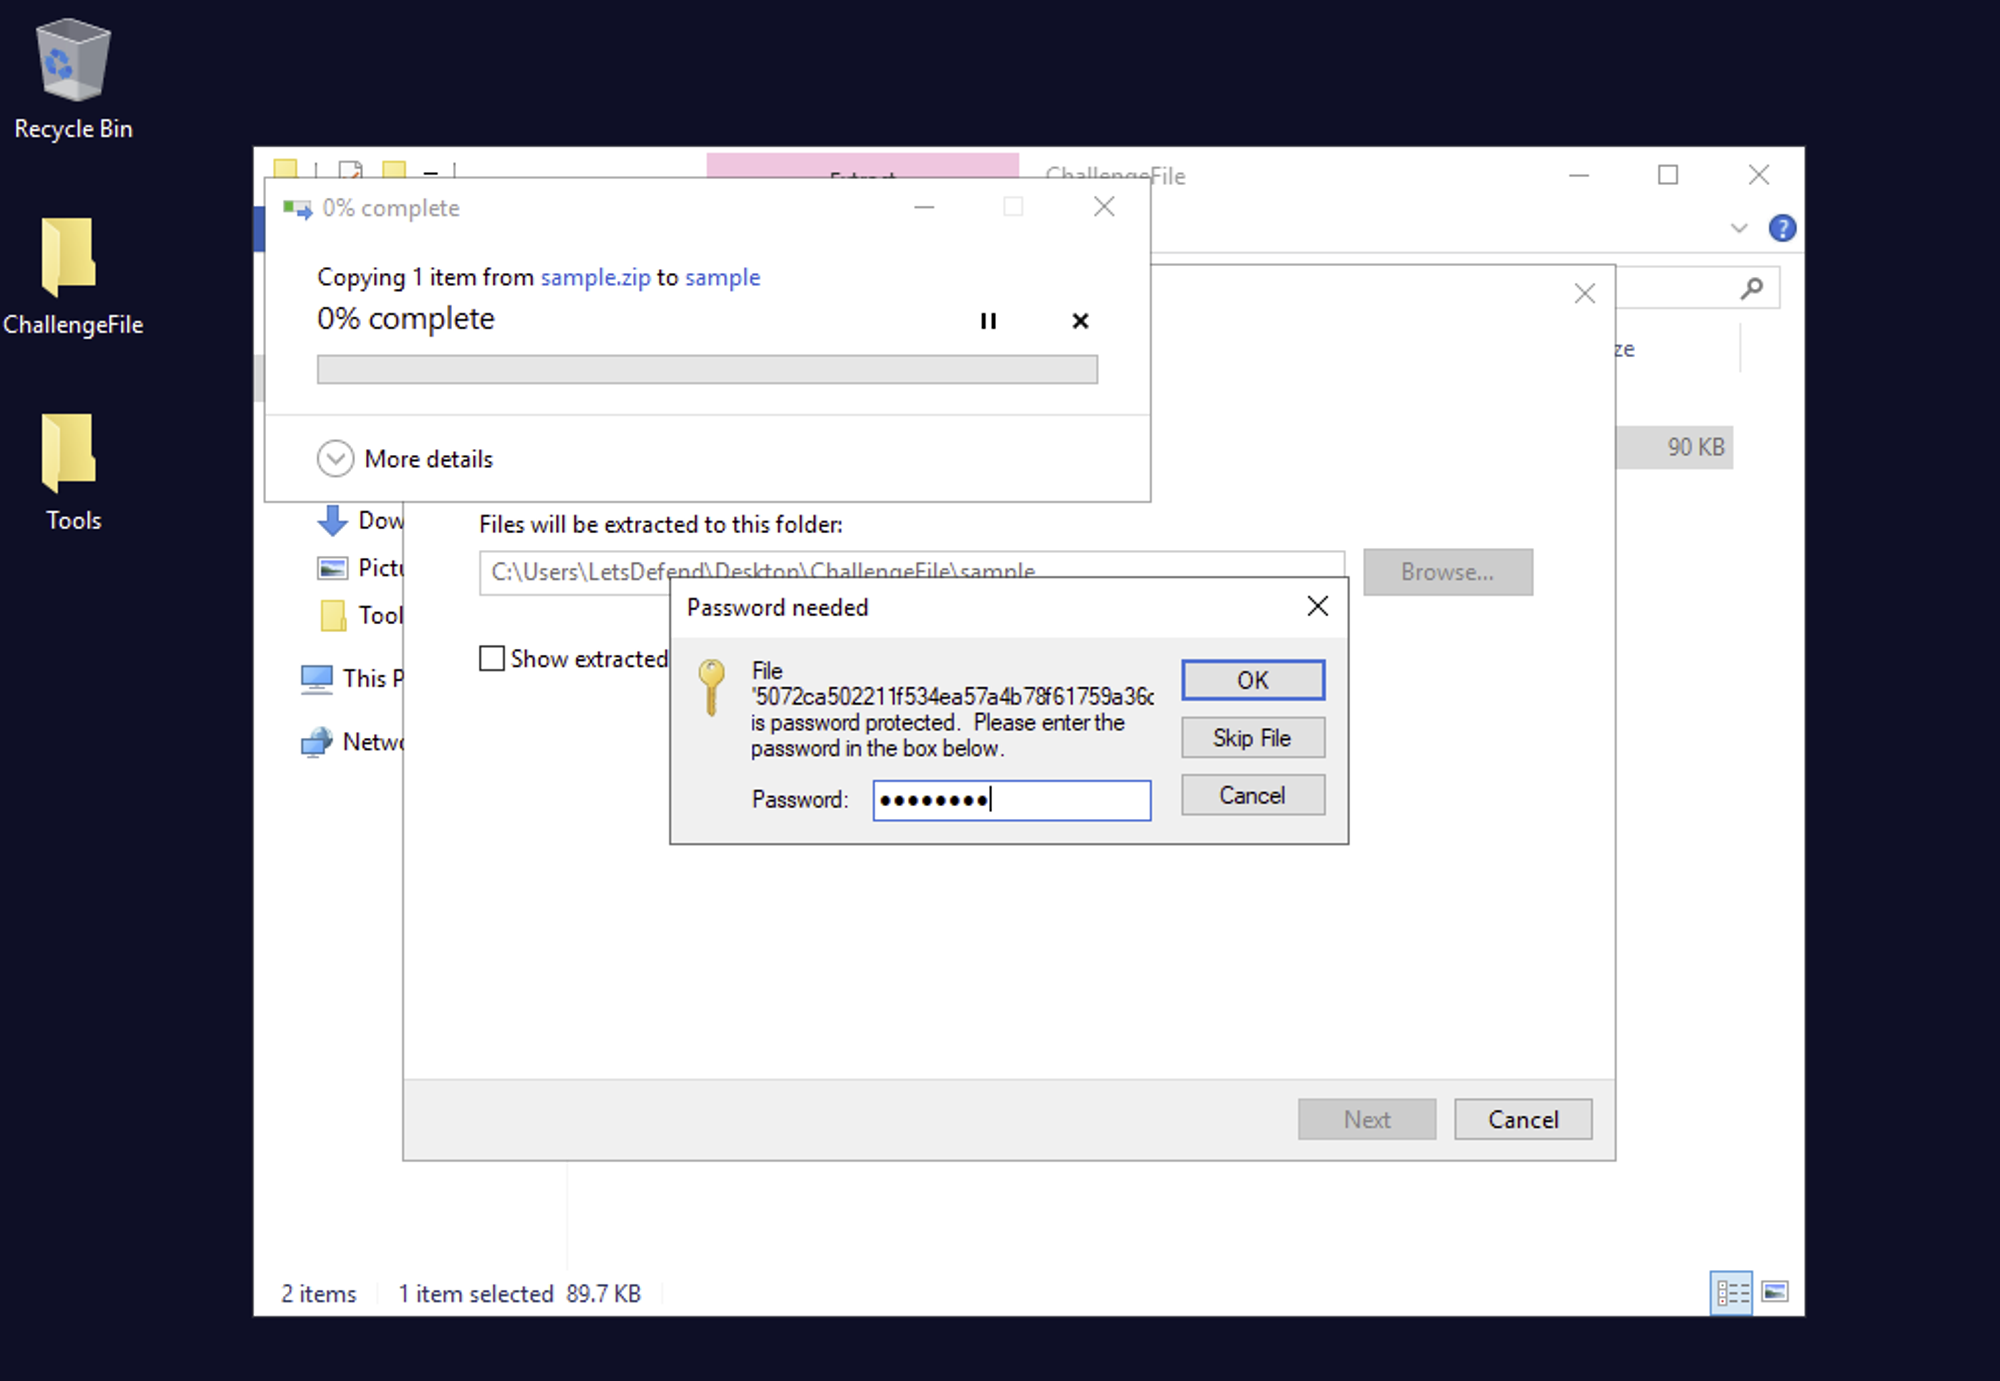 Recycle Bin
ChallengeFile
Tools
Extract
ChallengeFile
0% complete
Copying 1 item from sample.zip to sample
0% complete
More details
ze
90 KB
Dow
Pictu
Tool
This P
Netwo
Files will be extracted to this folder:
C:\Users\LetsDefend\Desktop\ChallengeFile\sample
Browse...
Show extracted
Password needed
File
'5072ca502211f534ea57a4b78f61759a36c
is password protected. Please enter the
password in the box below.
Password: ••••••••
OK
Skip File
Cancel
Next
Cancel
2 items
1 item selected 89.7 KB